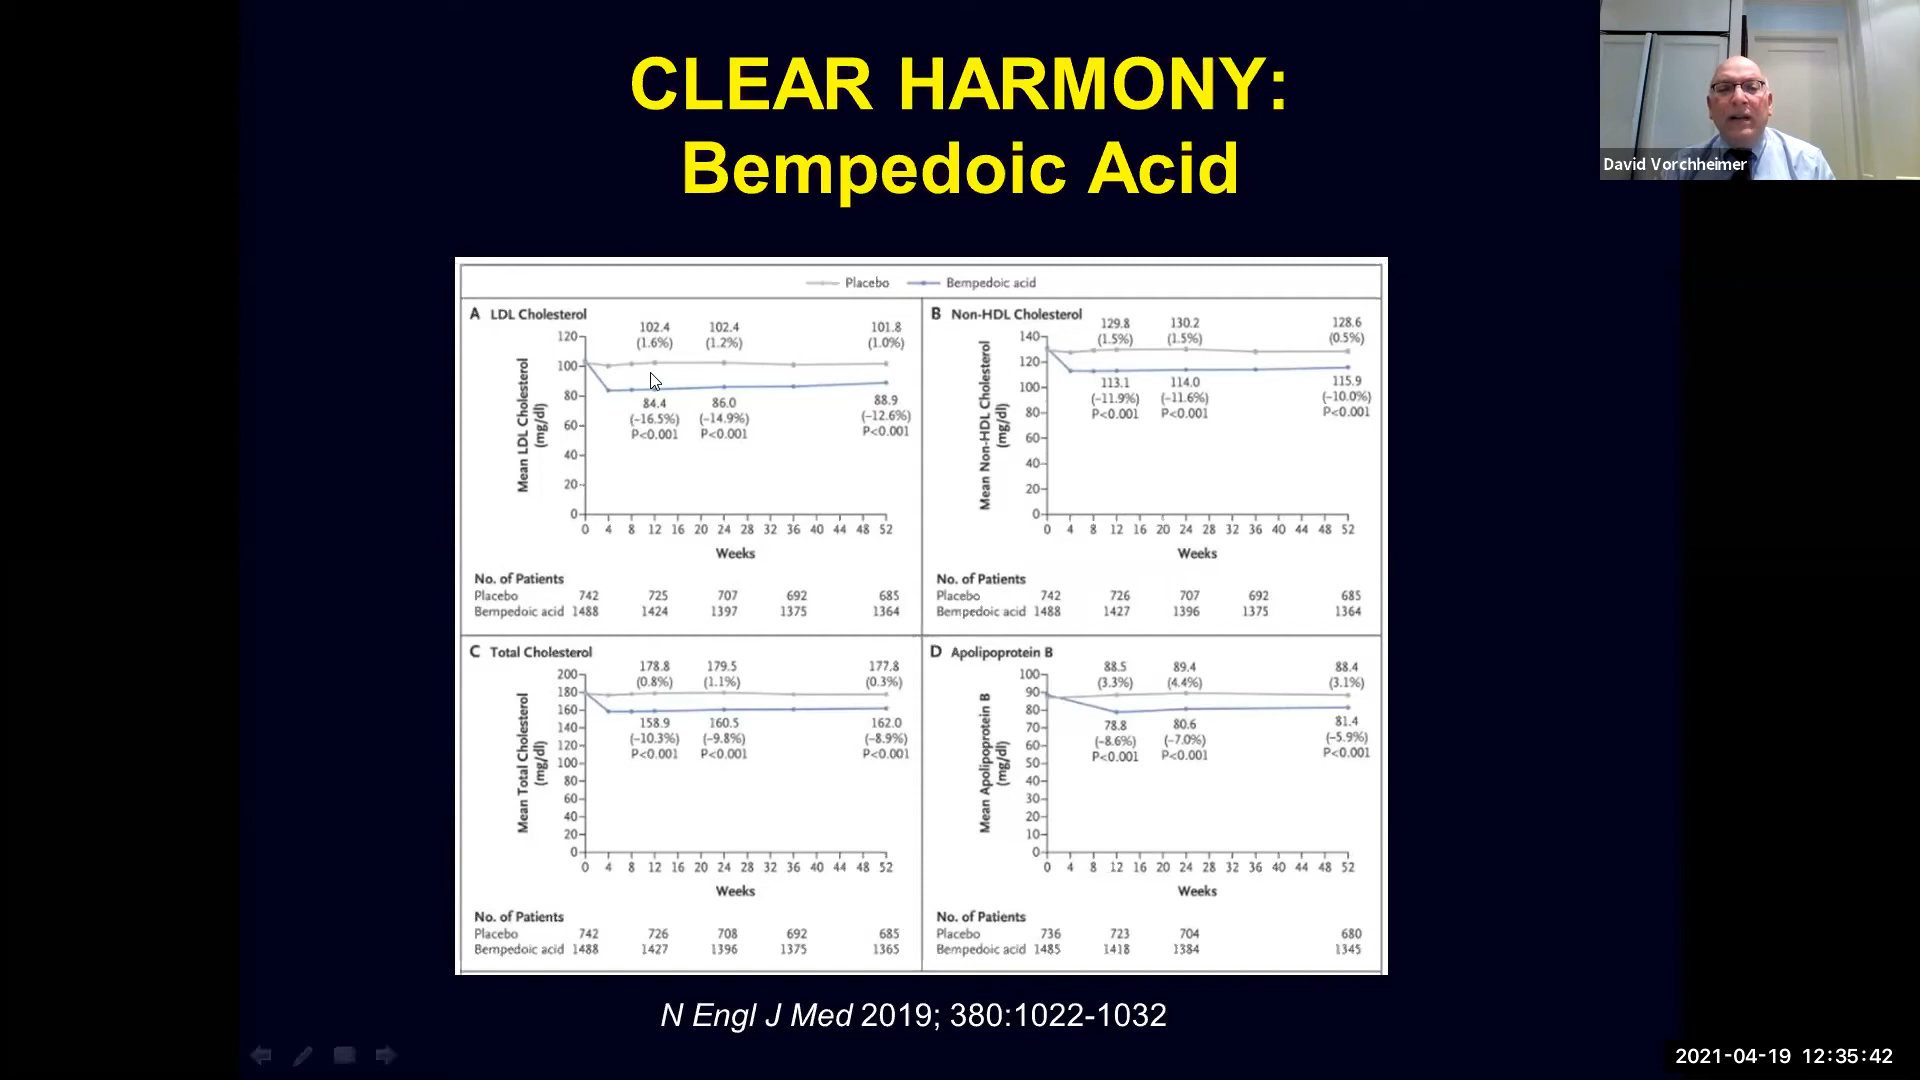 CLEAR HARMONY:
Bempedoic Acid
David Vorchheimer
Placebo Bempedoic acid
A LDL Cholesterol
102.4 102.4 101.8
(1.6%) (1.2%) (1.0%)
120
100
80
60
40
20
0
Mean LDL Cholesterol
(mg/dl)
84.4 86.0 88.9
(−16.5%) (−14.9%) (−12.6%)
P<0.001 P<0.001 P<0.001
0 4 8 12 16 20 24 28 32 36 40 44 48 52
Weeks
No. of Patients
Placebo 742 725 707 692 685
Bempedoic acid 1488 1424 1397 1375 1364
B Non-HDL Cholesterol
129.8 130.2 128.6
(1.5%) (1.5%) (0.5%)
140
120
100
80
60
40
20
0
Mean Non-HDL Cholesterol
(mg/dl)
113.1 114.0 115.9
(−11.9%) (−11.6%) (−10.0%)
P<0.001 P<0.001 P<0.001
0 4 8 12 16 20 24 28 32 36 40 44 48 52
Weeks
No. of Patients
Placebo 742 726 707 692 685
Bempedoic acid 1488 1427 1396 1375 1364
C Total Cholesterol
178.8 179.5 177.8
(0.8%) (1.1%) (0.3%)
200
180
160
140
120
100
80
60
40
20
0
Mean Total Cholesterol
(mg/dl)
158.9 160.5 162.0
(−10.3%) (−9.8%) (−8.9%)
P<0.001 P<0.001 P<0.001
0 4 8 12 16 20 24 28 32 36 40 44 48 52
Weeks
No. of Patients
Placebo 742 726 708 692 685
Bempedoic acid 1488 1427 1396 1375 1365
D Apolipoprotein B
88.5 89.4 88.4
(3.3%) (4.4%) (3.1%)
100
90
80
70
60
50
40
30
20
10
0
Mean Apolipoprotein B
(mg/dl)
78.8 80.6 81.4
(−8.6%) (−7.0%) (−5.9%)
P<0.001 P<0.001 P<0.001
0 4 8 12 16 20 24 28 32 36 40 44 48 52
Weeks
No. of Patients
Placebo 736 723 704 680
Bempedoic acid 1485 1418 1384 1345
N Engl J Med 2019; 380:1022-1032
2021-04-19 12:35:42